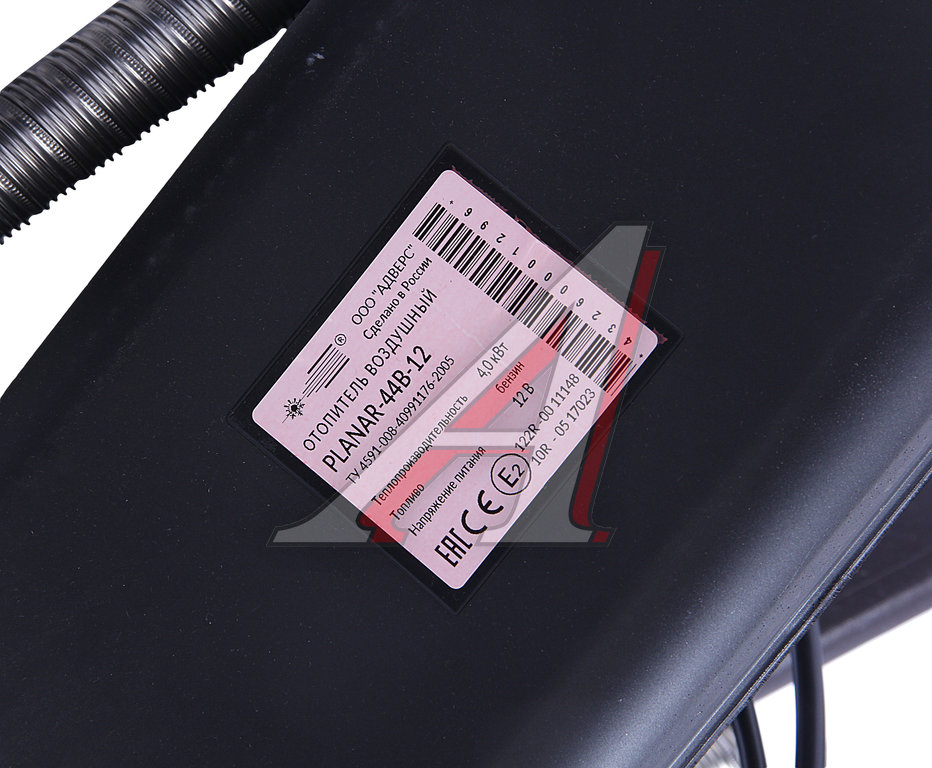 ® ООО "АДВЕРС"
Сделано в России
ОТОПИТЕЛЬ ВОЗДУШНЫЙ
PLANAR 44В-12
ТУ 4591-008-40991176-2005
Теплопроизводительность 4,0 кВт
Топливо бензин
Напряжение питания 12 В
EAC CE E2 122R - 00 11148
10R - 05 17023